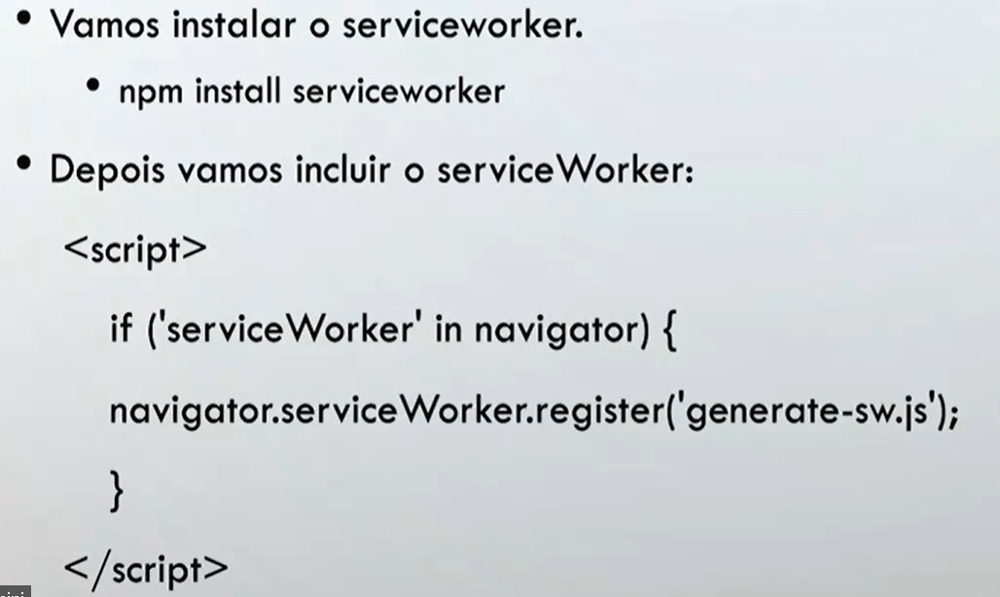 • Vamos instalar o serviceworker.
• npm install serviceworker
• Depois vamos incluir o serviceWorker:
<script>
if ('serviceWorker' in navigator) {
navigator.serviceWorker.register('generate-sw.js');
}
</script>